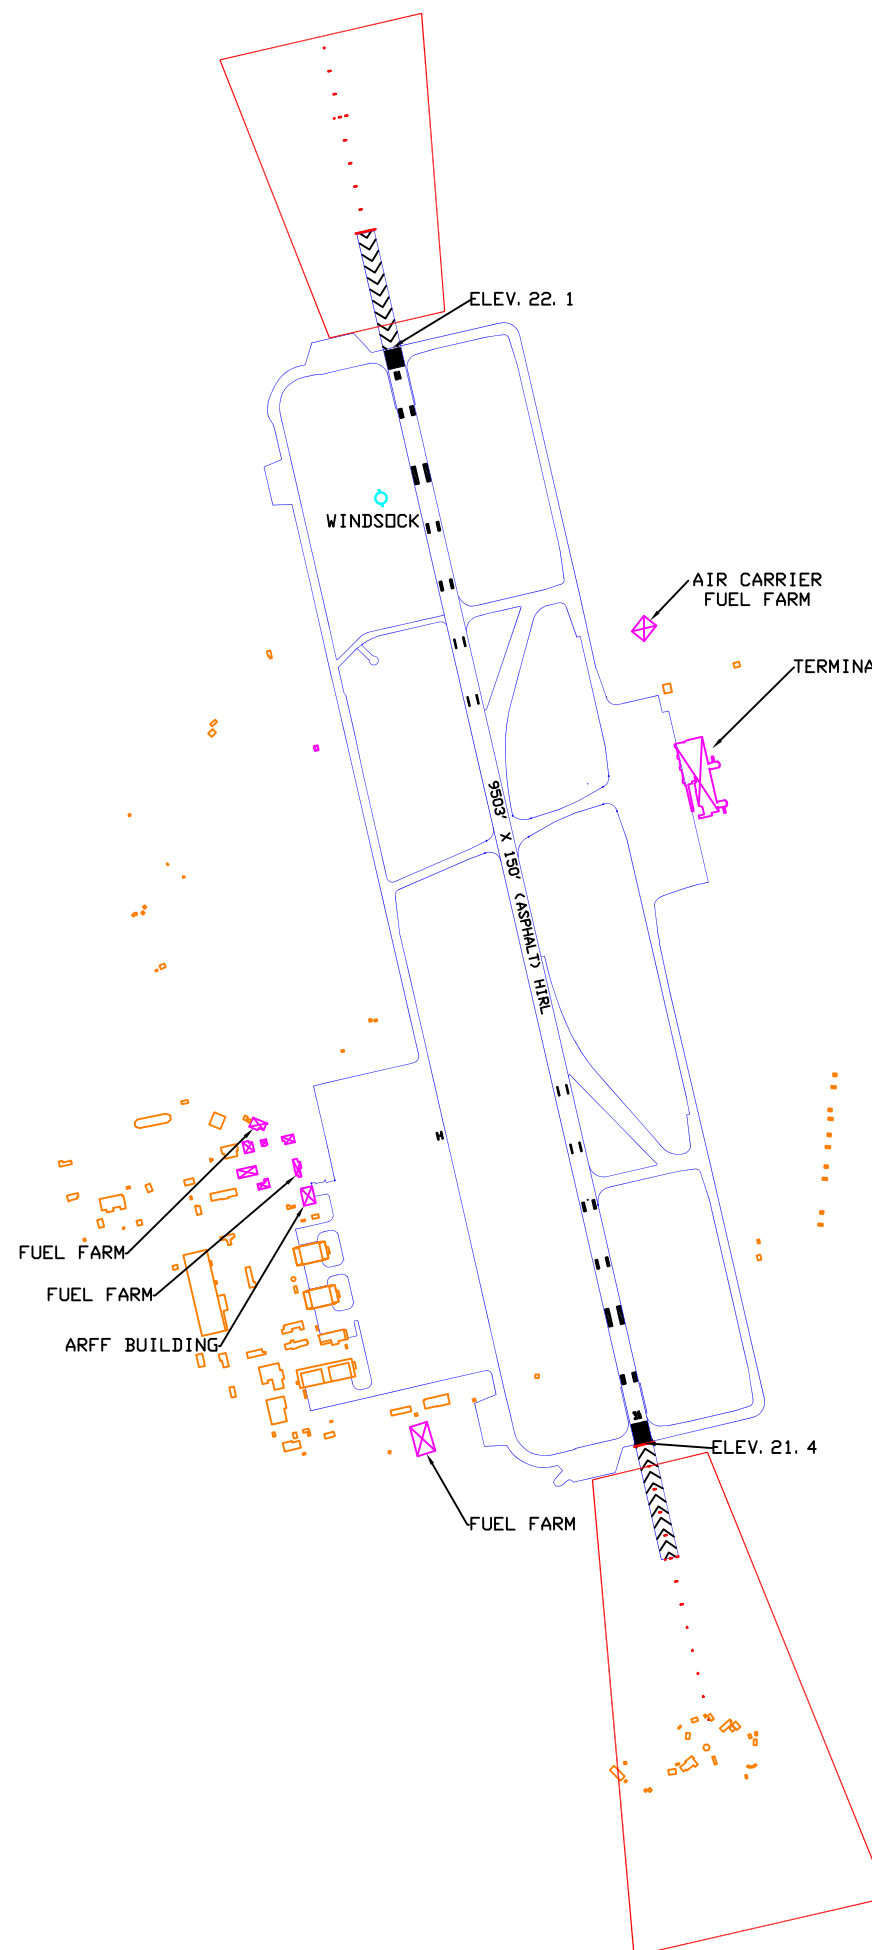 ELEV. 22. 1
WINDSOCK
AIR CARRIER
FUEL FARM
TERMINA
9503' X 150' (ASPHALT) HIRL
FUEL FARM
FUEL FARM
ARFF BUILDING
ELEV. 21. 4
FUEL FARM